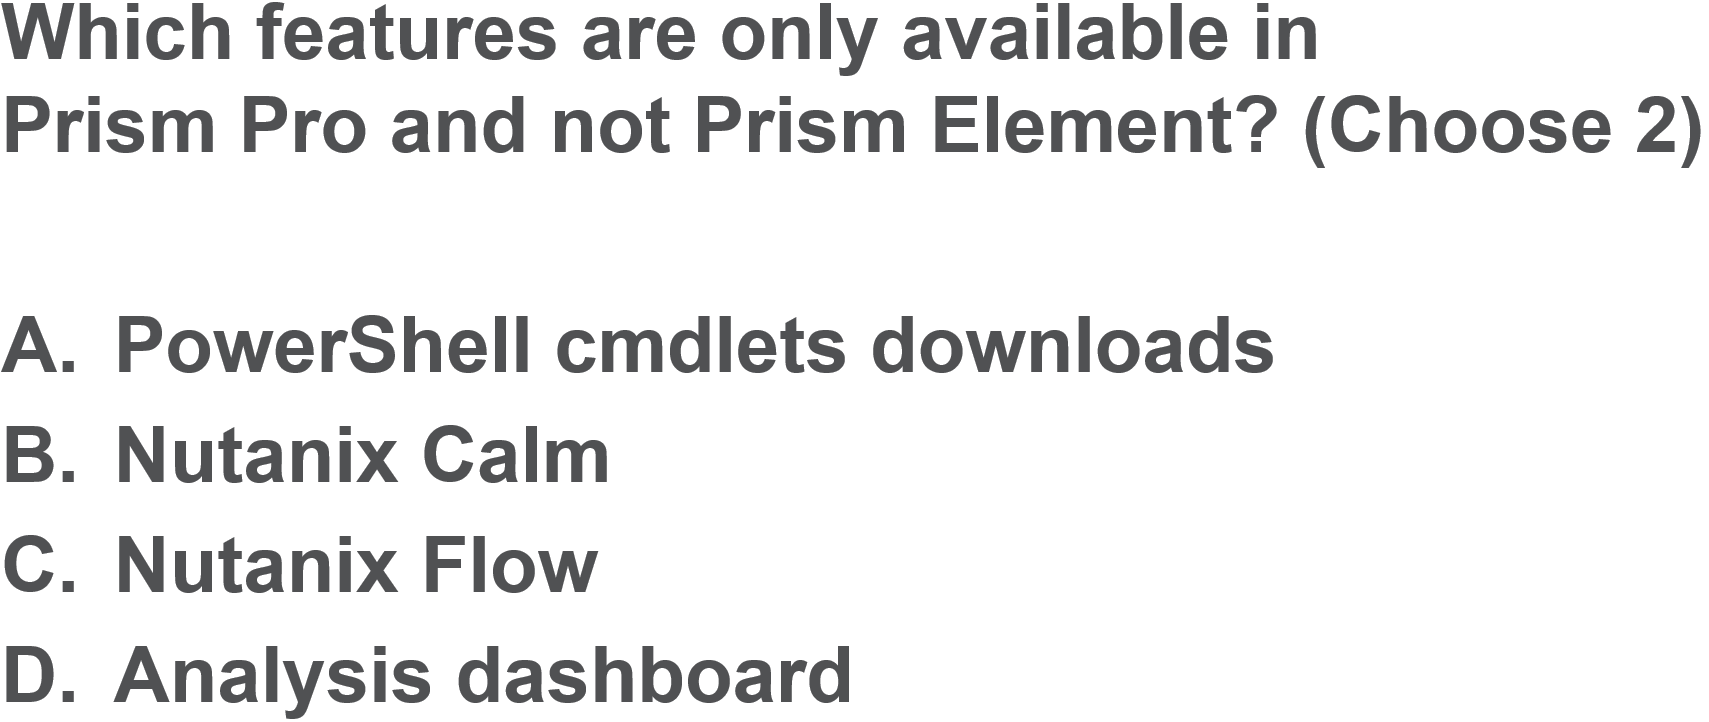 Which features are only available in
Prism Pro and not Prism Element? (Choose 2)
A. PowerShell cmdlets downloads
B. Nutanix Calm
C. Nutanix Flow
D. Analysis dashboard